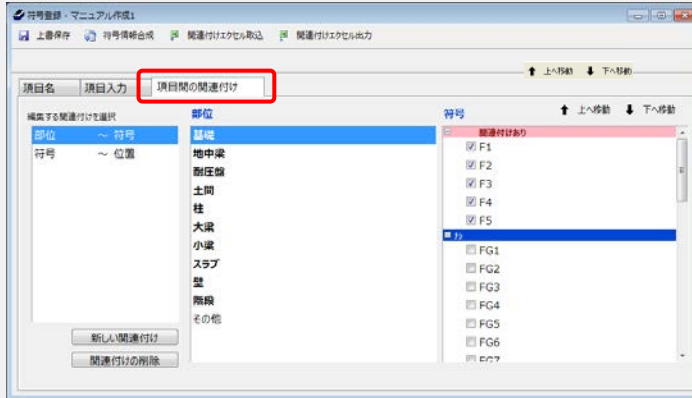 符号登録 - マニュアル作成1
上書保存 符号情報合成 関連付けエクセル取込 関連付けエクセル出力
上へ移動 下へ移動
項目名 項目入力 項目間の関連付け
編集する関連付けを選択 部位 符号 上へ移動 下へ移動
部位 ～ 符号
符号 ～ 位置
基礎
地中梁
耐圧盤
土間
柱
大梁
小梁
スラブ
壁
階段
その他
関連付けあり
F1
F2
F3
F4
F5
FG1
FG2
FG3
FG4
FG5
FG6
FG7
新しい関連付け
関連付けの削除